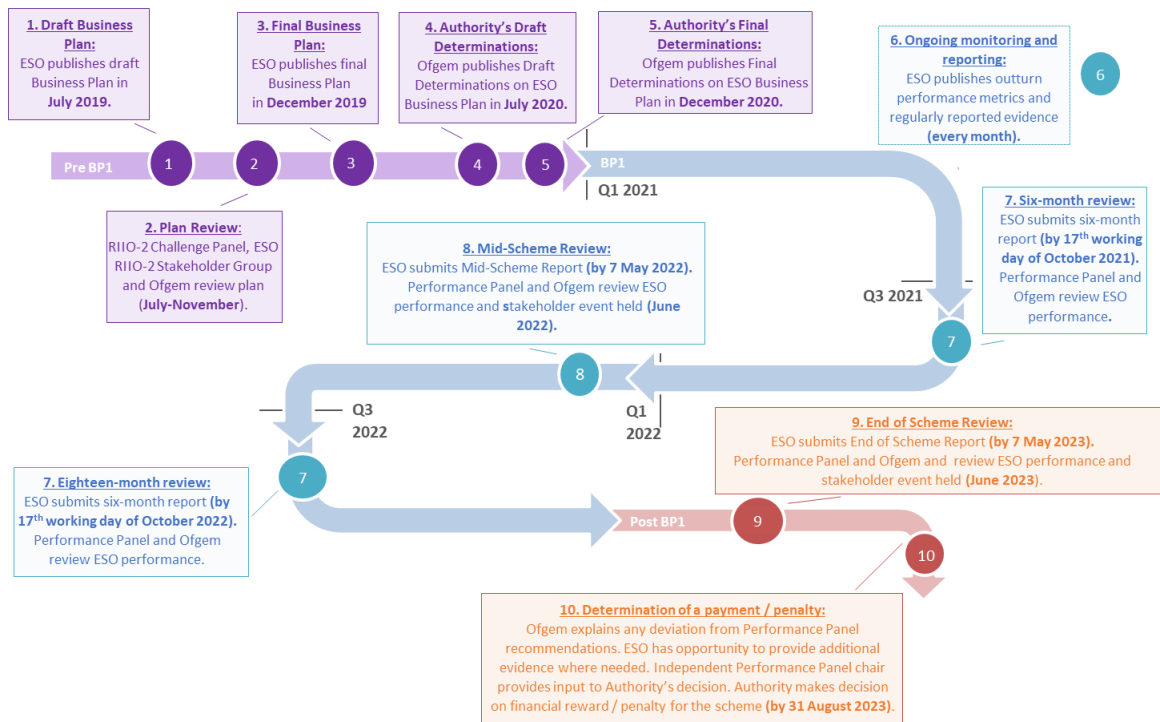 1. Draft Business
Plan:
ESO publishes draft
Business Plan in
July 2019.
3. Final Business
Plan:
ESO publishes final
Business Plan
in December 2019
4. Authority's Draft
Determinations:
Ofgem publishes Draft
Determinations on ESO
Business Plan in July 2020.
5. Authority's Final
Determinations:
Ofgem publishes Final
Determinations on ESO Business
Plan in December 2020.
6. Ongoing monitoring and
reporting:
ESO publishes outturn
performance metrics and
regularly reported evidence
(every month).
6
Pre BP1
1
2
3
4
5
BP1
Q1 2021
2. Plan Review:
RIIO-2 Challenge Panel, ESO
RIIO-2 Stakeholder Group
and Ofgem review plan
(July-November).
8. Mid-Scheme Review:
ESO submits Mid-Scheme Report (by 7 May 2022).
Performance Panel and Ofgem review ESO
performance and stakeholder event held (June
2022).
7. Six-month review:
ESO submits six-month
report (by 17th working
day of October 2021).
Performance Panel and
Ofgem review ESO
performance.
Q3 2021
7
8
Q1
2022
Q3
2022
7. Eighteen-month review:
ESO submits six-month report (by
17th working day of October 2022).
Performance Panel and Ofgem
review ESO performance.
7
9. End of Scheme Review:
ESO submits End of Scheme Report (by 7 May 2023).
Performance Panel and Ofgem and review ESO performance and
stakeholder event held (June 2023).
Post BP1
9
10
10. Determination of a payment / penalty:
Ofgem explains any deviation from Performance Panel
recommendations. ESO has opportunity to provide additional
evidence where needed. Independent Performance Panel chair
provides input to Authority's decision. Authority makes decision
on financial reward / penalty for the scheme (by 31 August 2023).